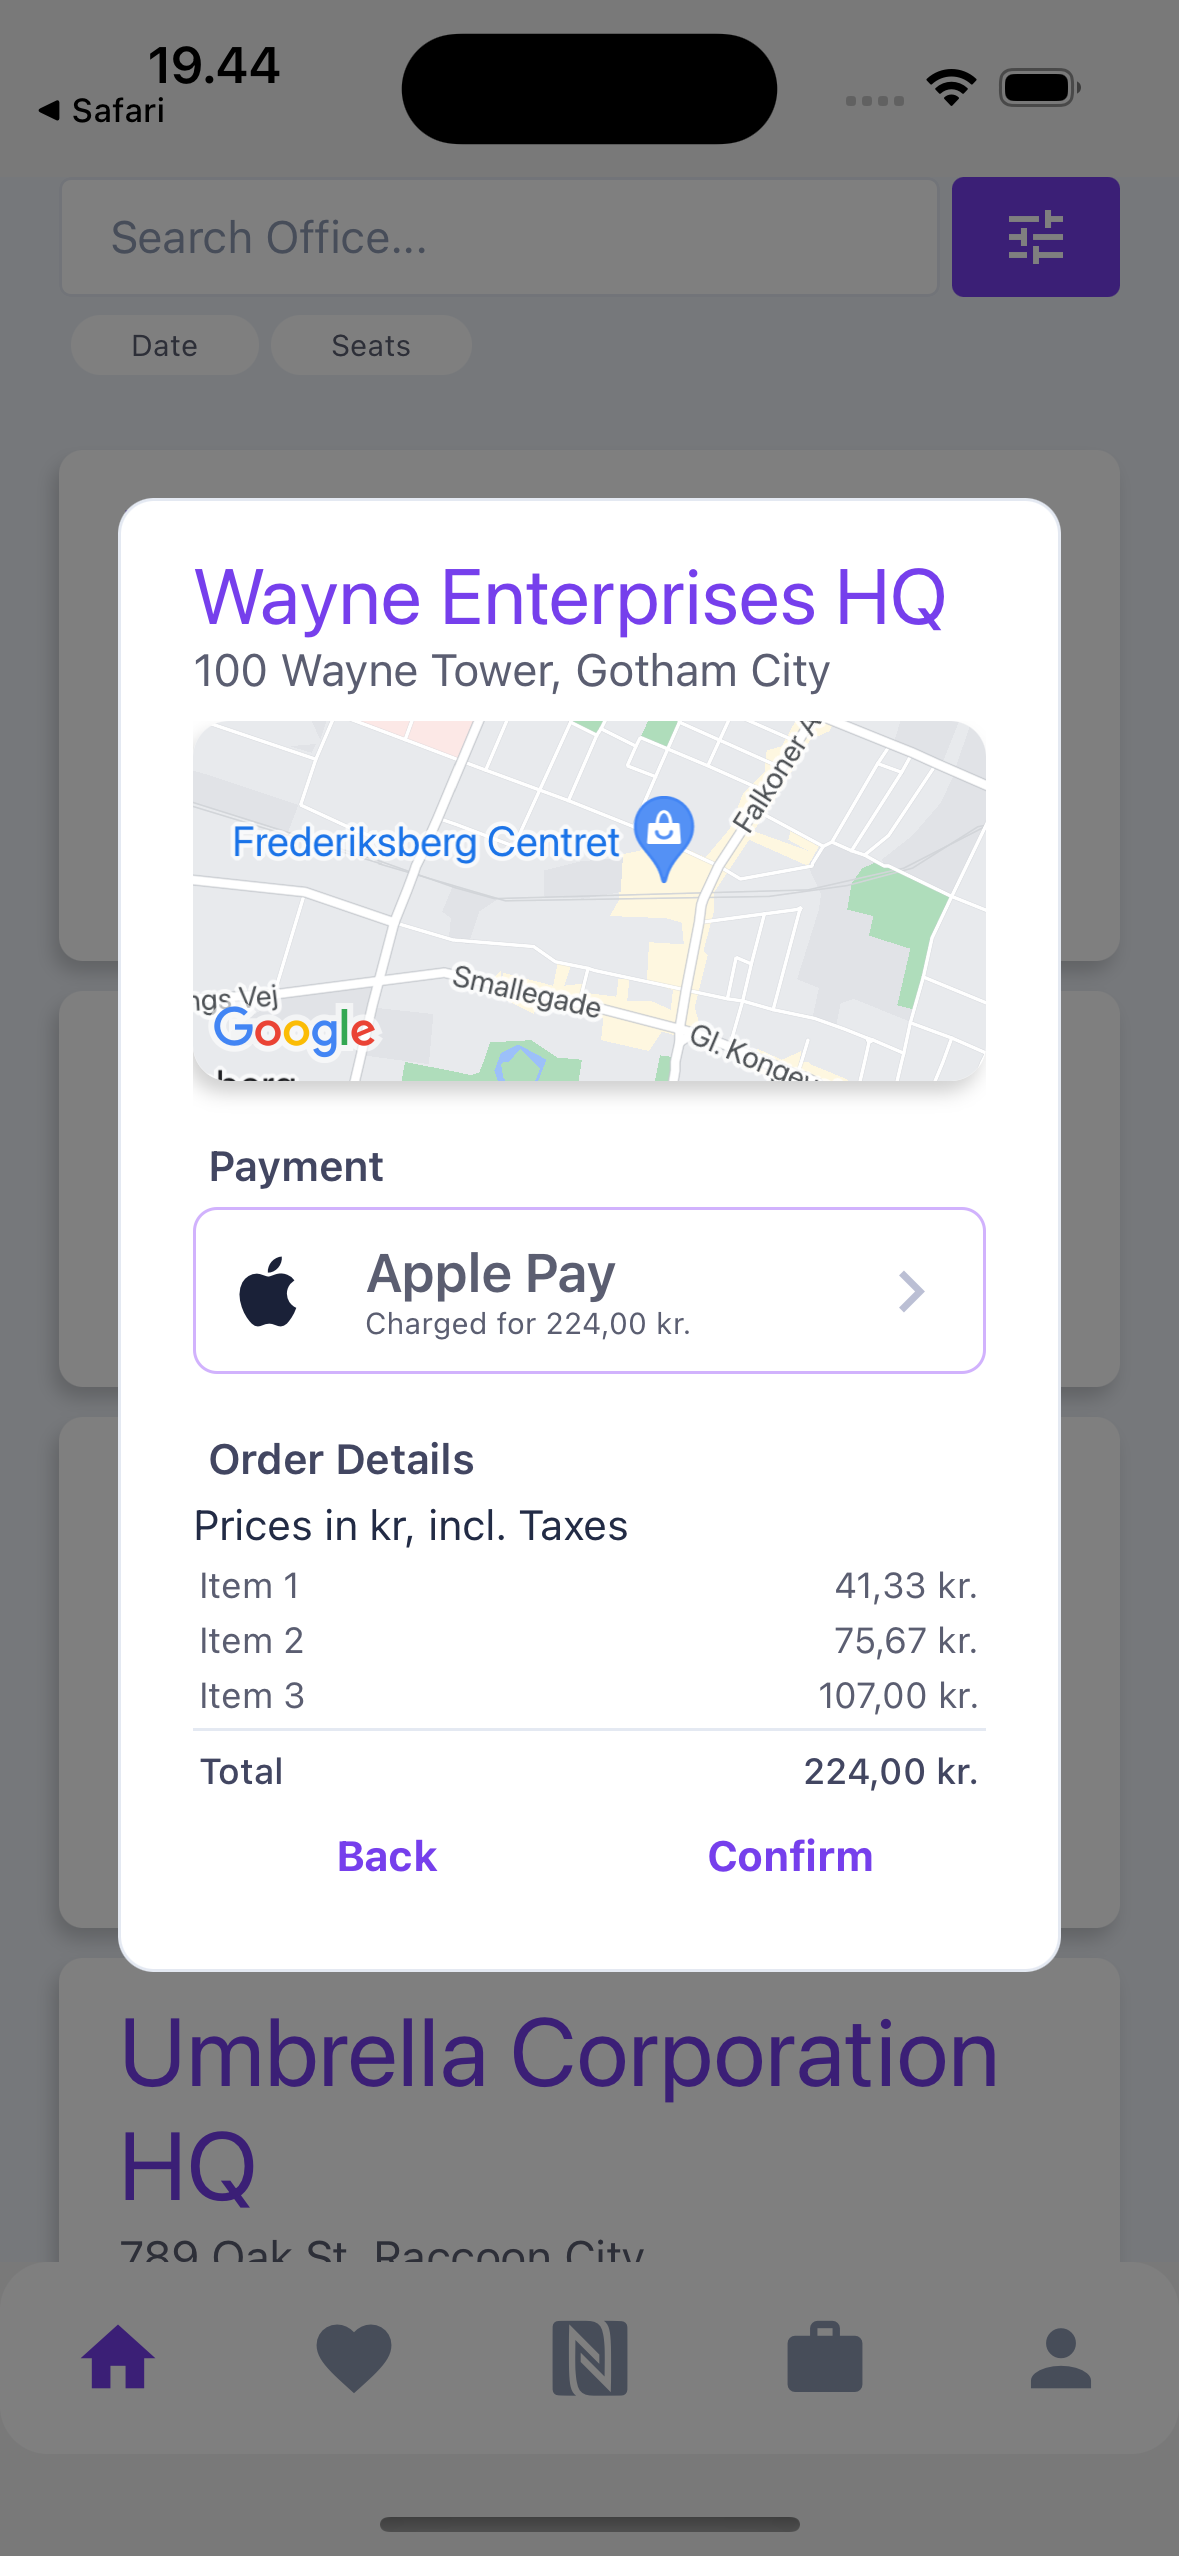 19.44
Safari
Search Office...
Date
Seats
Wayne Enterprises HQ
100 Wayne Tower, Gotham City
Falkoner A
Frederiksberg Centret
Smallegade
ngs Vej
Google
Gl. Kongev
berg
Payment
Apple Pay
Charged for 224,00 kr.
Order Details
Prices in kr, incl. Taxes
Item 1 41,33 kr.
Item 2 75,67 kr.
Item 3 107,00 kr.
Total 224,00 kr.
Back Confirm
Umbrella Corporation
HQ
789 Oak St, Raccoon City